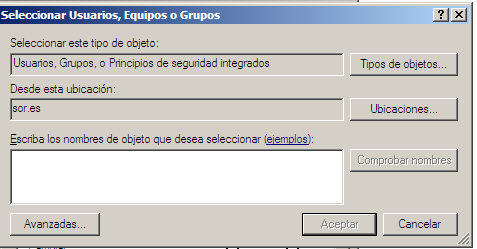 Seleccionar Usuarios, Equipos o Grupos
Seleccionar este tipo de objeto:
Usuarios, Grupos, o Principios de seguridad integrados
Tipos de objetos...
Desde esta ubicación:
sor.es
Ubicaciones...
Escriba los nombres de objeto que desea seleccionar (ejemplos):
Comprobar nombres
Avanzadas...
Aceptar
Cancelar